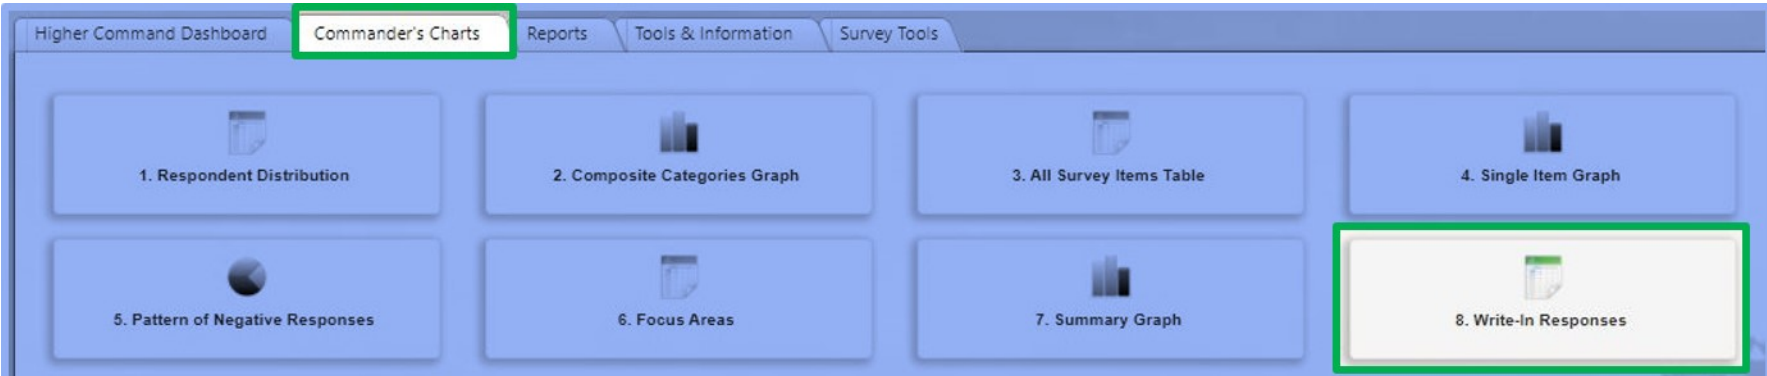 Higher Command Dashboard
Commander's Charts
Reports
Tools & Information
Survey Tools
1. Respondent Distribution
2. Composite Categories Graph
3. All Survey Items Table
4. Single Item Graph
5. Pattern of Negative Responses
6. Focus Areas
7. Summary Graph
8. Write-In Responses